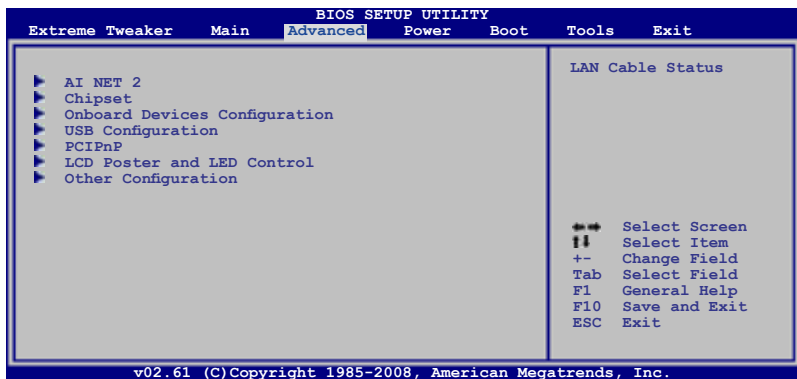 BIOS SETUP UTILITY
Extreme Tweaker Main Advanced Power Boot Tools Exit
AI NET 2
Chipset
Onboard Devices Configuration
USB Configuration
PCIPnP
LCD Poster and LED Control
Other Configuration
LAN Cable Status
Select Screen
Select Item
+- Change Field
Tab Select Field
F1 General Help
F10 Save and Exit
ESC Exit
v02.61 (C)Copyright 1985-2008, American Megatrends, Inc.